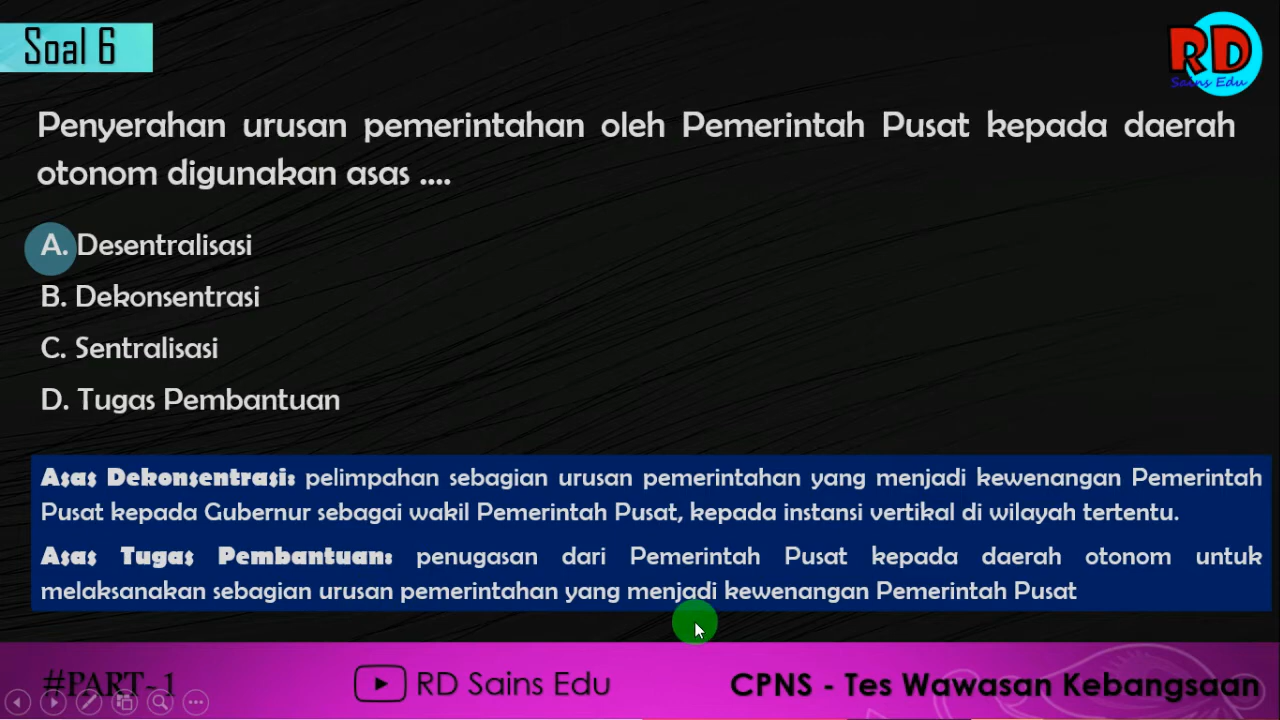 Soal 6
RD
Sains Edu
Penyerahan urusan pemerintahan oleh Pemerintah Pusat kepada daerah
otonom digunakan asas ....
A. Desentralisasi
B. Dekonsentrasi
C. Sentralisasi
D. Tugas Pembantuan
Asas Dekonsentrasi: pelimpahan sebagian urusan pemerintahan yang menjadi kewenangan Pemerintah
Pusat kepada Gubernur sebagai wakil Pemerintah Pusat, kepada instansi vertikal di wilayah tertentu.
Asas Tugas Pembantuan: penugasan dari Pemerintah Pusat kepada daerah otonom untuk
melaksanakan sebagian urusan pemerintahan yang menjadi kewenangan Pemerintah Pusat
#PART-1
RD Sains Edu
CPNS - Tes Wawasan Kebangsaan